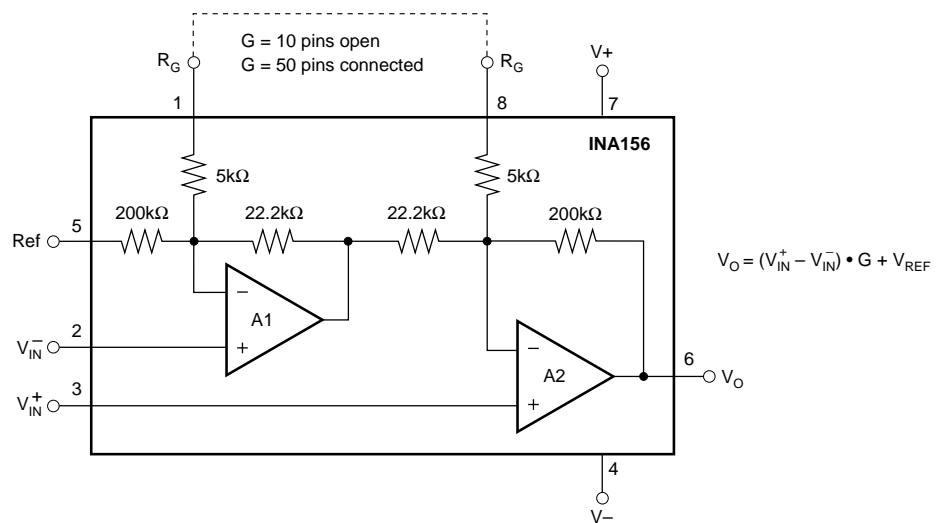 G = 10 pins open
G = 50 pins connected
R_G
R_G
V+
1
8
7
INA156
5kΩ
5kΩ
200kΩ
22.2kΩ
22.2kΩ
200kΩ
5
Ref
−
A1
+
2
V_IN^−
3
V_IN^+
−
A2
+
6
V_O
V_O = (V_IN^+ − V_IN^−) • G + V_REF
4
V−